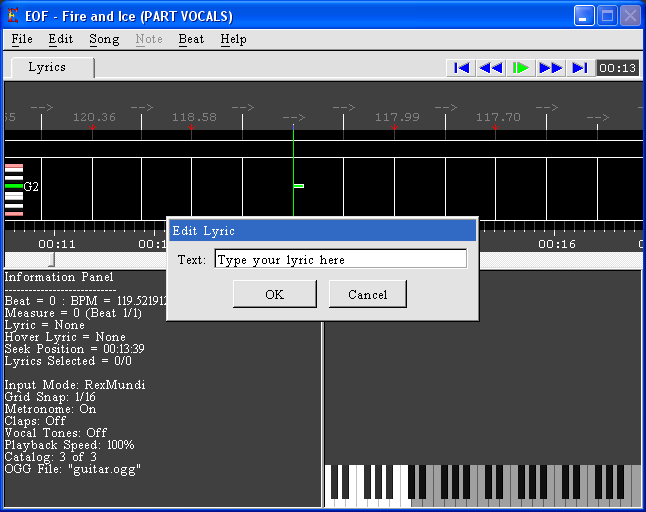 EOF - Fire and Ice (PART VOCALS)
File Edit Song Note Beat Help
Lyrics
00:13
--> --> --> --> --> -->
120.36 118.58 117.99 117.70
G2
00:11 00:16
Edit Lyric
Text: Type your lyric here
OK Cancel
Information Panel
----------------------------
Beat = 0 : BPM = 119.521912
Measure = 0 (Beat 1/1)
Lyric = None
Hover Lyric = None
Seek Position = 00:13:39
Lyrics Selected = 0/0
Input Mode: RexMundi
Grid Snap: 1/16
Metronome: On
Claps: Off
Vocal Tones: Off
Playback Speed: 100%
Catalog: 3 of 3
OGG File: "guitar.ogg"